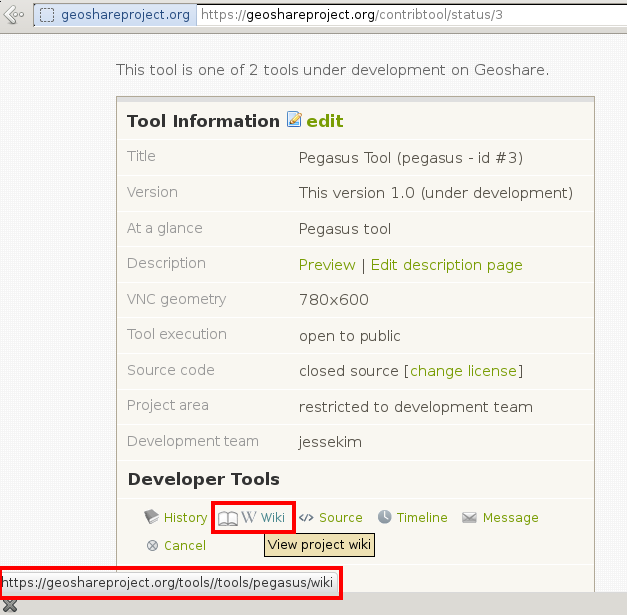 geoshareproject.org https://geoshareproject.org/contribtool/status/3
This tool is one of 2 tools under development on Geoshare.
Tool Information edit
Title Pegasus Tool (pegasus - id #3)
Version This version 1.0 (under development)
At a glance Pegasus tool
Description Preview | Edit description page
VNC geometry 780x600
Tool execution open to public
Source code closed source [change license]
Project area restricted to development team
Development team jessekim
Developer Tools
History W Wiki </> Source Timeline Message
Cancel View project wiki
https://geoshareproject.org/tools//tools/pegasus/wiki